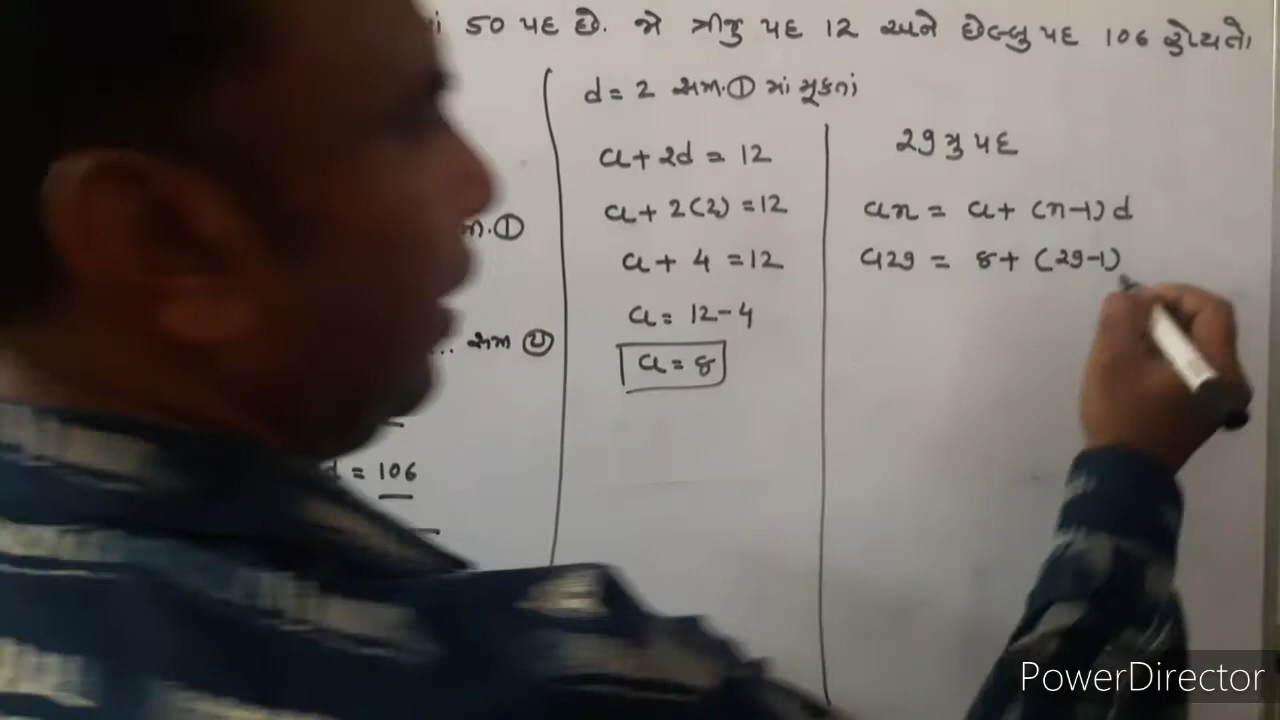 50 પદ છે. જો ત્રીજુ પદ 12 અને છેલ્લુ પદ 106 હોયતો
સમ.①
... સમ ②
d = 106
d = 2 સમ.① માં મૂકતાં
a + 2d = 12
a + 2(2) = 12
a + 4 = 12
a = 12 - 4
a = 8
29 મુ પદ
an = a + (n-1) d
a29 = 8 + (29-1)
PowerDirector